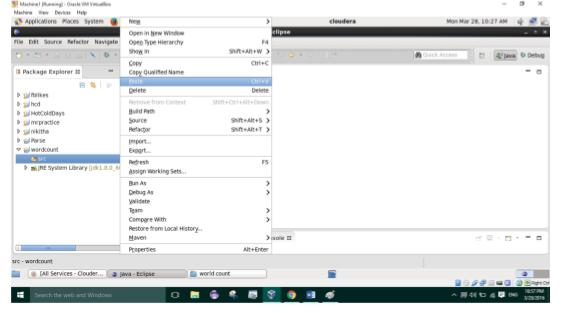 Machine1 [Running] - Oracle VM VirtualBox
Machine View Devices Help
Applications Places System
cloudera
Mon Mar 28, 10:27 AM
clipse
File Edit Source Refactor Navigate
Quick Access
Java
Debug
Package Explorer
fblikes
hcd
HotColdDays
mrpractice
nikitha
Parse
wordcount
src
JRE System Library [jdk1.8.0_6
New
Open in New Window
Open Type Hierarchy F4
Show In Shift+Alt+W
Copy Ctrl+C
Copy Qualified Name
Paste Ctrl+V
Delete Delete
Remove from Context Shift+Ctrl+Alt+Down
Build Path
Source Shift+Alt+S
Refactor Shift+Alt+T
Import...
Export...
Refresh F5
Assign Working Sets...
Run As
Debug As
Validate
Team
Compare With
Restore from Local History...
Maven
Properties Alt+Enter
sole
src - wordcount
[All Services - Clouder...
Java - Eclipse
world count
Right Ctrl
Search the web and Windows
ENG
10:57 PM
3/28/2016